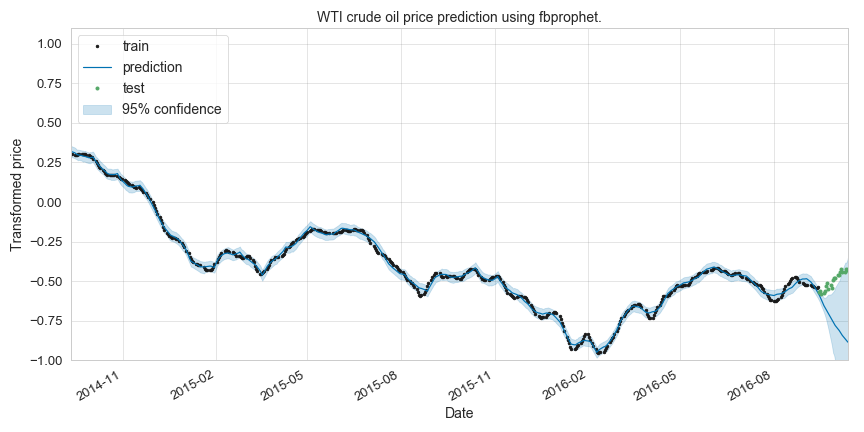 WTI crude oil price prediction using fbprophet.
train
prediction
test
95% confidence
Transformed price
1.00
0.75
0.50
0.25
0.00
−0.25
−0.50
−0.75
−1.00
2014-11
2015-02
2015-05
2015-08
2015-11
2016-02
2016-05
2016-08
Date